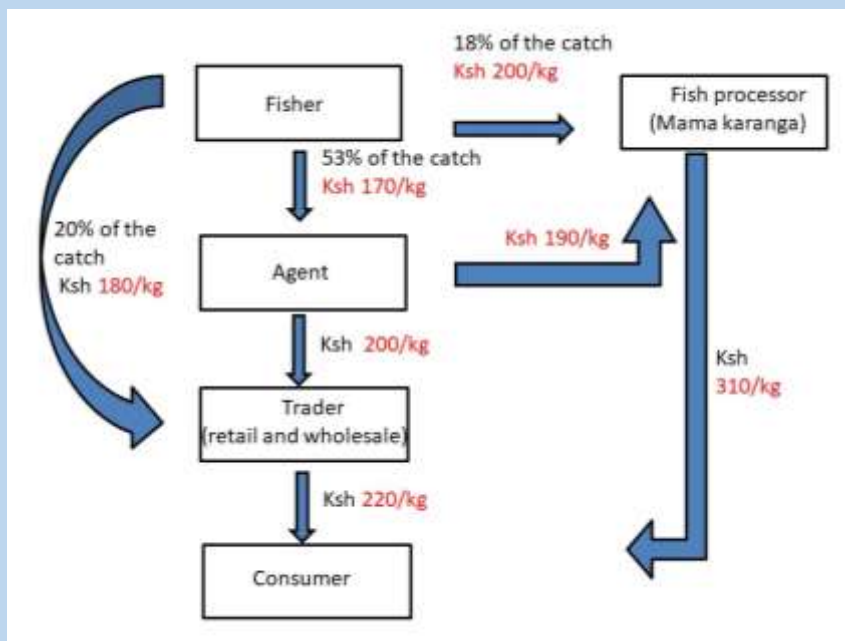 18% of the catch
Ksh 200/kg
Fisher
Fish processor
(Mama karanga)
53% of the catch
Ksh 170/kg
20% of the
catch
Ksh 180/kg
Ksh 190/kg
Agent
Ksh 200/kg
Ksh
310/kg
Trader
(retail and wholesale)
Ksh 220/kg
Consumer